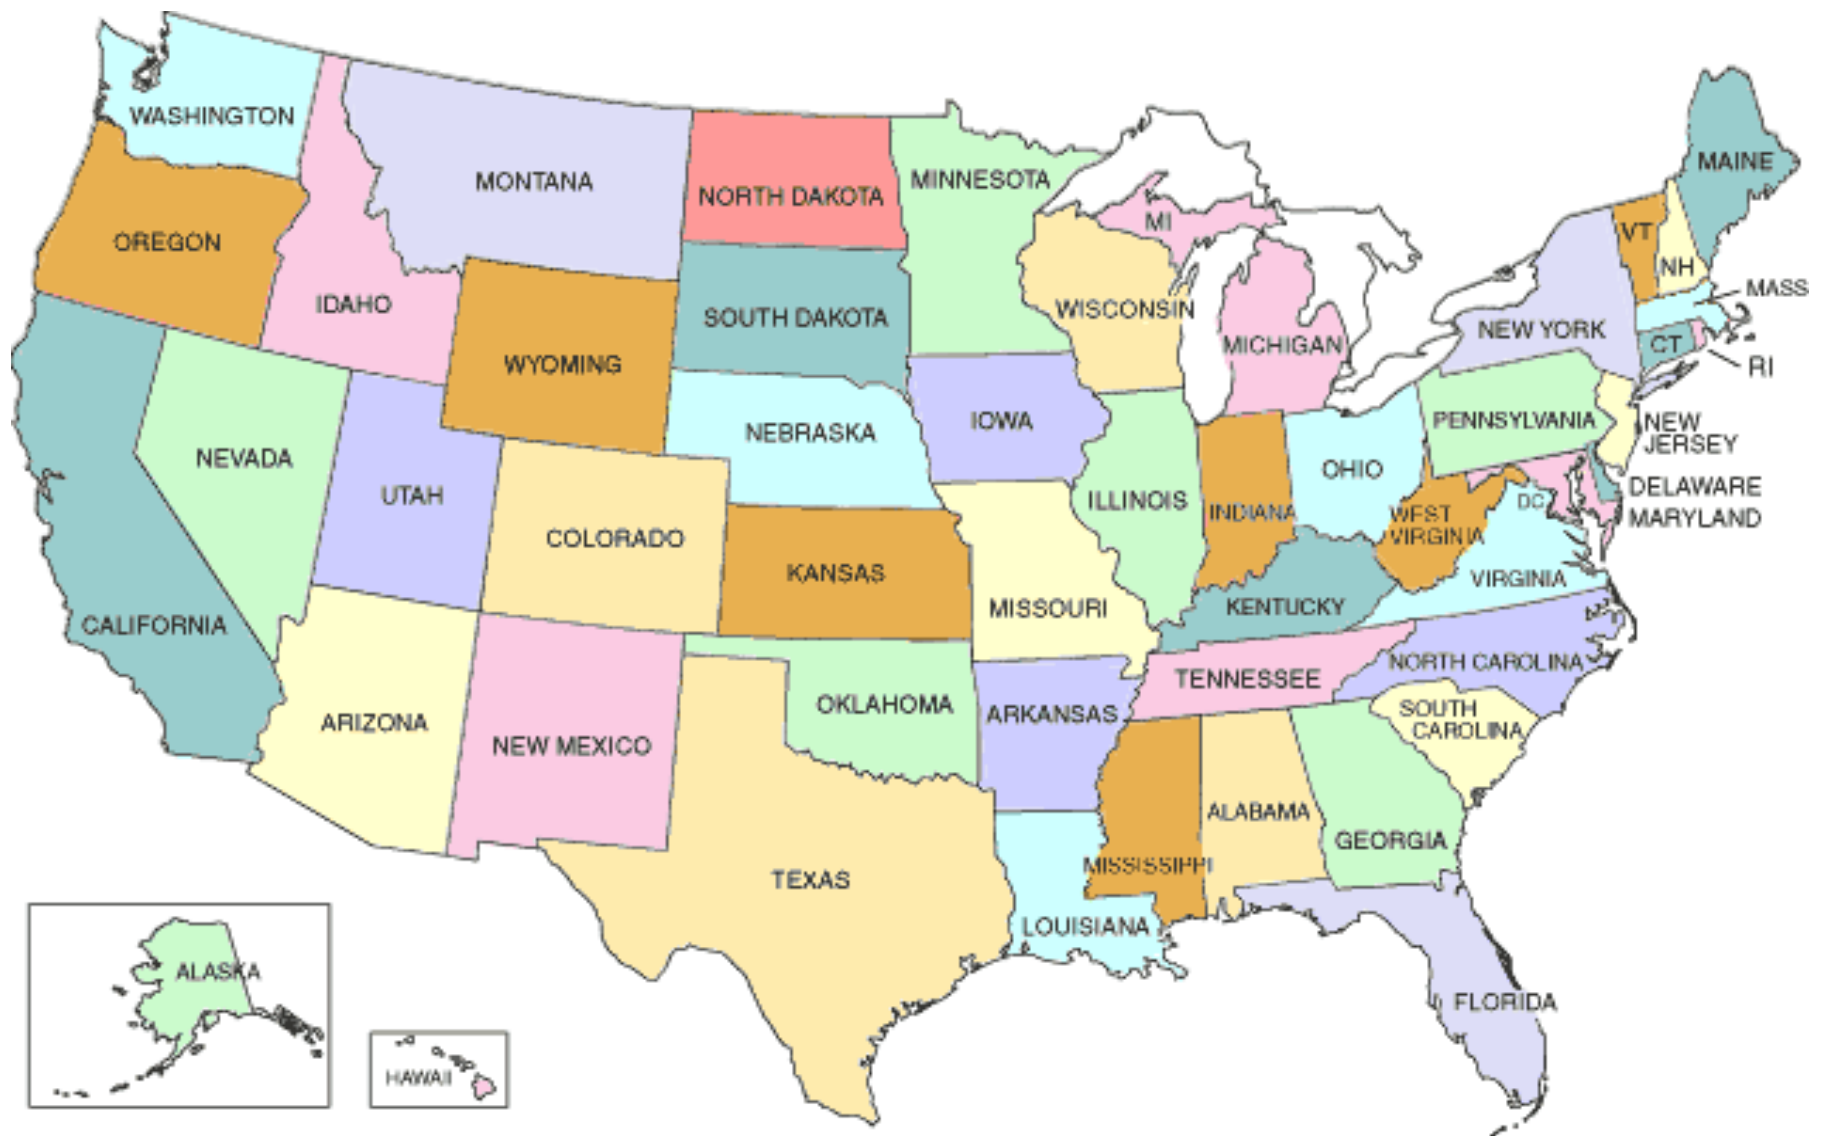 WASHINGTON
MAINE
MONTANA
NORTH DAKOTA
MINNESOTA
OREGON
MI
VT
NH
IDAHO
WYOMING
SOUTH DAKOTA
WISCONSIN
MICHIGAN
NEW YORK
MASS
CT
RI
NEVADA
UTAH
NEBRASKA
IOWA
PENNSYLVANIA
NEW
JERSEY
COLORADO
ILLINOIS
INDIANA
OHIO
WEST
VIRGINIA
DC
DELAWARE
MARYLAND
CALIFORNIA
KANSAS
MISSOURI
KENTUCKY
VIRGINIA
ARIZONA
NEW MEXICO
OKLAHOMA
ARKANSAS
TENNESSEE
NORTH CAROLINA
SOUTH
CAROLINA
TEXAS
LOUISIANA
MISSISSIPPI
ALABAMA
GEORGIA
FLORIDA
ALASKA
HAWAII